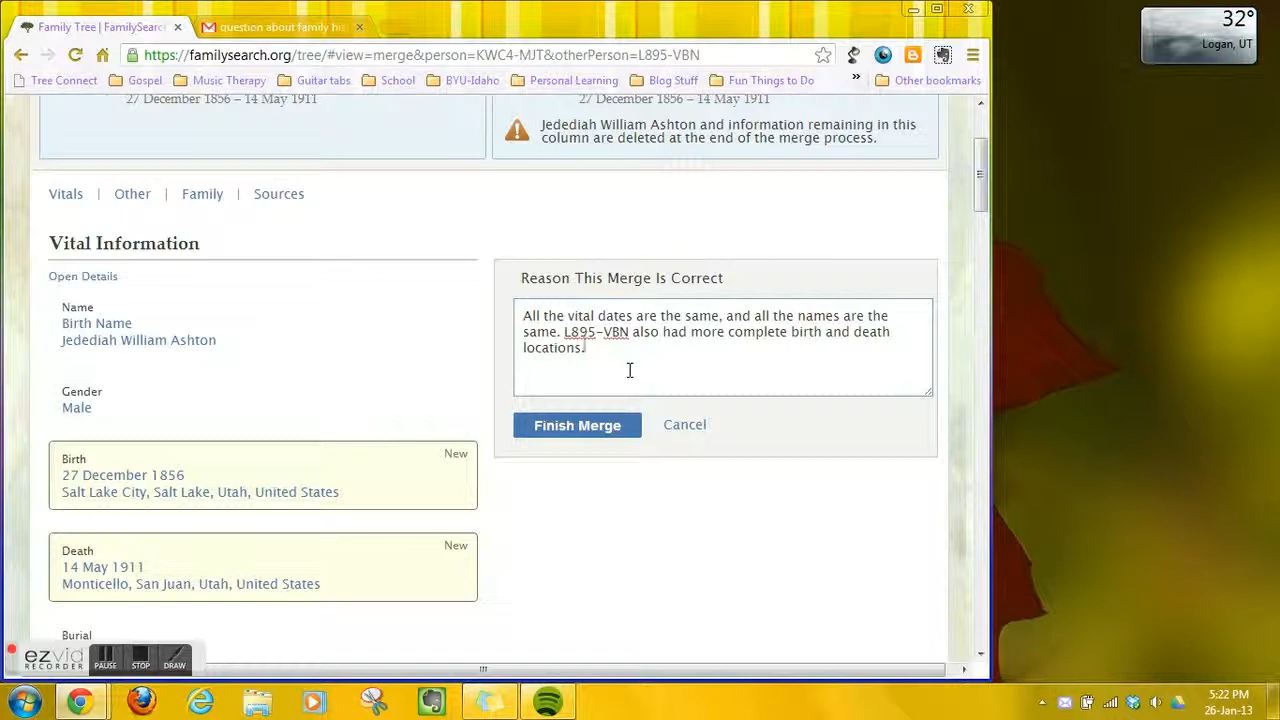 Family Tree | FamilySearc
question about family his
32°
Logan, UT
https://familysearch.org/tree/#view=merge&person=KWC4-MJT&otherPerson=L895-VBN
Tree Connect
Gospel
Music Therapy
Guitar tabs
School
BYU-Idaho
Personal Learning
Blog Stuff
Fun Things to Do
»
Other bookmarks
27 December 1856 – 14 May 1911
27 December 1856 – 14 May 1911
Jedediah William Ashton and information remaining in this
column are deleted at the end of the merge process.
Vitals | Other | Family | Sources
Vital Information
Open Details
Reason This Merge Is Correct
Name
Birth Name
Jedediah William Ashton
All the vital dates are the same, and all the names are the
same. L895-VBN also had more complete birth and death
locations.
Gender
Male
Finish Merge
Cancel
New
Birth
27 December 1856
Salt Lake City, Salt Lake, Utah, United States
New
Death
14 May 1911
Monticello, San Juan, Utah, United States
Burial
ezvid
RECORDER
PAUSE
STOP
DRAW
5:22 PM
26-Jan-13